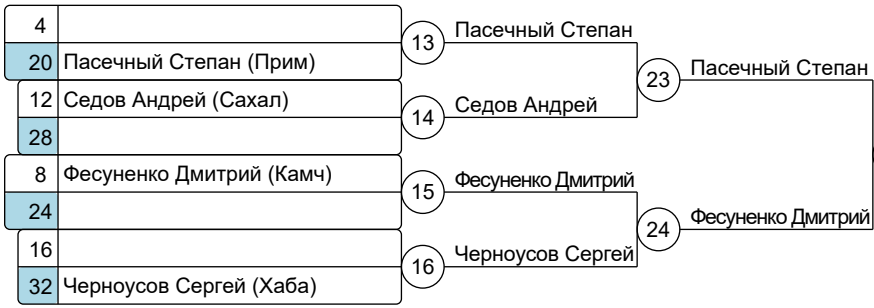 4
20 Пасечный Степан (Прим)
13 Пасечный Степан
12 Седов Андрей (Сахал)
28
14 Седов Андрей
23 Пасечный Степан
8 Фесуненко Дмитрий (Камч)
24
15 Фесуненко Дмитрий
16
32 Черноусов Сергей (Хаба)
16 Черноусов Сергей
24 Фесуненко Дмитрий